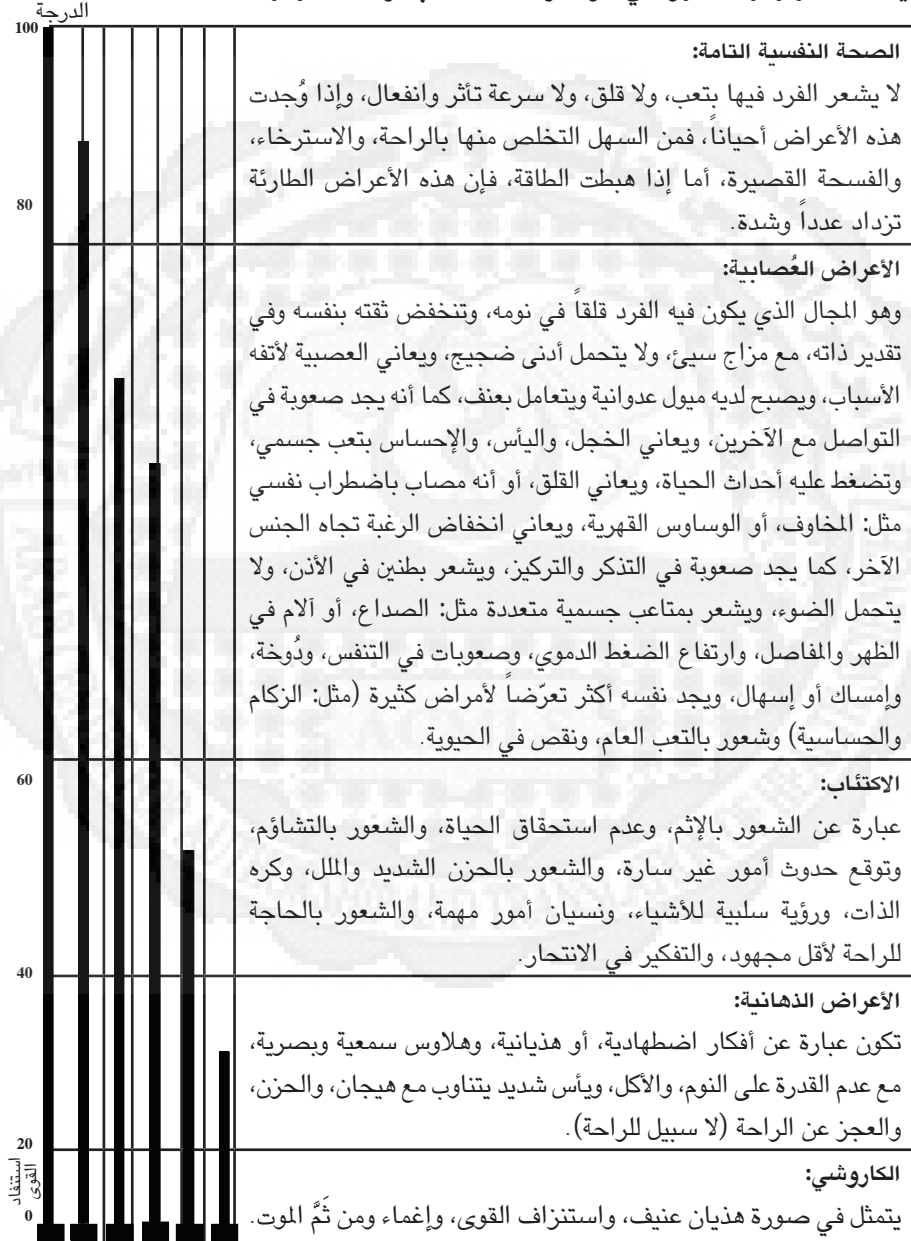 الدرجة
100
الصحة النفسية التامة:
لا يشعر الفرد فيها بتعب، ولا قلق، ولا سرعة تأثر وانفعال، وإذا وُجدت
هذه الأعراض أحياناً، فمن السهل التخلص منها بالراحة، والاسترخاء،
والفسحة القصيرة، أما إذا هبطت الطاقة، فإن هذه الأعراض الطارئة
80
تزداد عدداً وشدة.
الأعراض العُصابية:
وهو المجال الذي يكون فيه الفرد قلقاً في نومه، وتنخفض ثقته بنفسه وفي
تقدير ذاته، مع مزاج سيئ، ولا يتحمل أدنى ضجيج، ويعاني العصبية لأتفه
الأسباب، ويصبح لديه ميول عدوانية ويتعامل بعنف، كما أنه يجد صعوبة في
التواصل مع الآخرين، ويعاني الخجل، واليأس، والإحساس بتعب جسمي،
وتضغط عليه أحداث الحياة، ويعاني القلق، أو أنه مصاب باضطراب نفسي
مثل: المخاوف، أو الوساوس القهرية، ويعاني انخفاض الرغبة تجاه الجنس
الآخر، كما يجد صعوبة في التذكر والتركيز، ويشعر بطنين في الأذن، ولا
يتحمل الضوء، ويشعر بمتاعب جسمية متعددة مثل: الصداع، أو آلام في
الظهر والمفاصل، وارتفاع الضغط الدموي، وصعوبات في التنفس، ودُوخة،
وإمساك أو إسهال، ويجد نفسه أكثر تعرّضاً لأمراض كثيرة (مثل: الزكام
والحساسية) وشعور بالتعب العام، ونقص في الحيوية.
60
الاكتئاب:
عبارة عن الشعور بالإثم، وعدم استحقاق الحياة، والشعور بالتشاؤم،
وتوقع حدوث أمور غير سارة، والشعور بالحزن الشديد والملل، وكره
الذات، ورؤية سلبية للأشياء، ونسيان أمور مهمة، والشعور بالحاجة
للراحة لأقل مجهود، والتفكير في الانتحار.
40
الأعراض الذهانية:
تكون عبارة عن أفكار اضطهادية، أو هذيانية، وهلاوس سمعية وبصرية،
مع عدم القدرة على النوم، والأكل، ويأس شديد يتناوب مع هيجان، والحزن،
والعجز عن الراحة (لا سبيل للراحة).
20
استنفاد
القوى
الكاروشي:
يتمثل في صورة هذيان عنيف، واستنزاف القوى، وإغماء ومن ثَمَّ الموت.
0